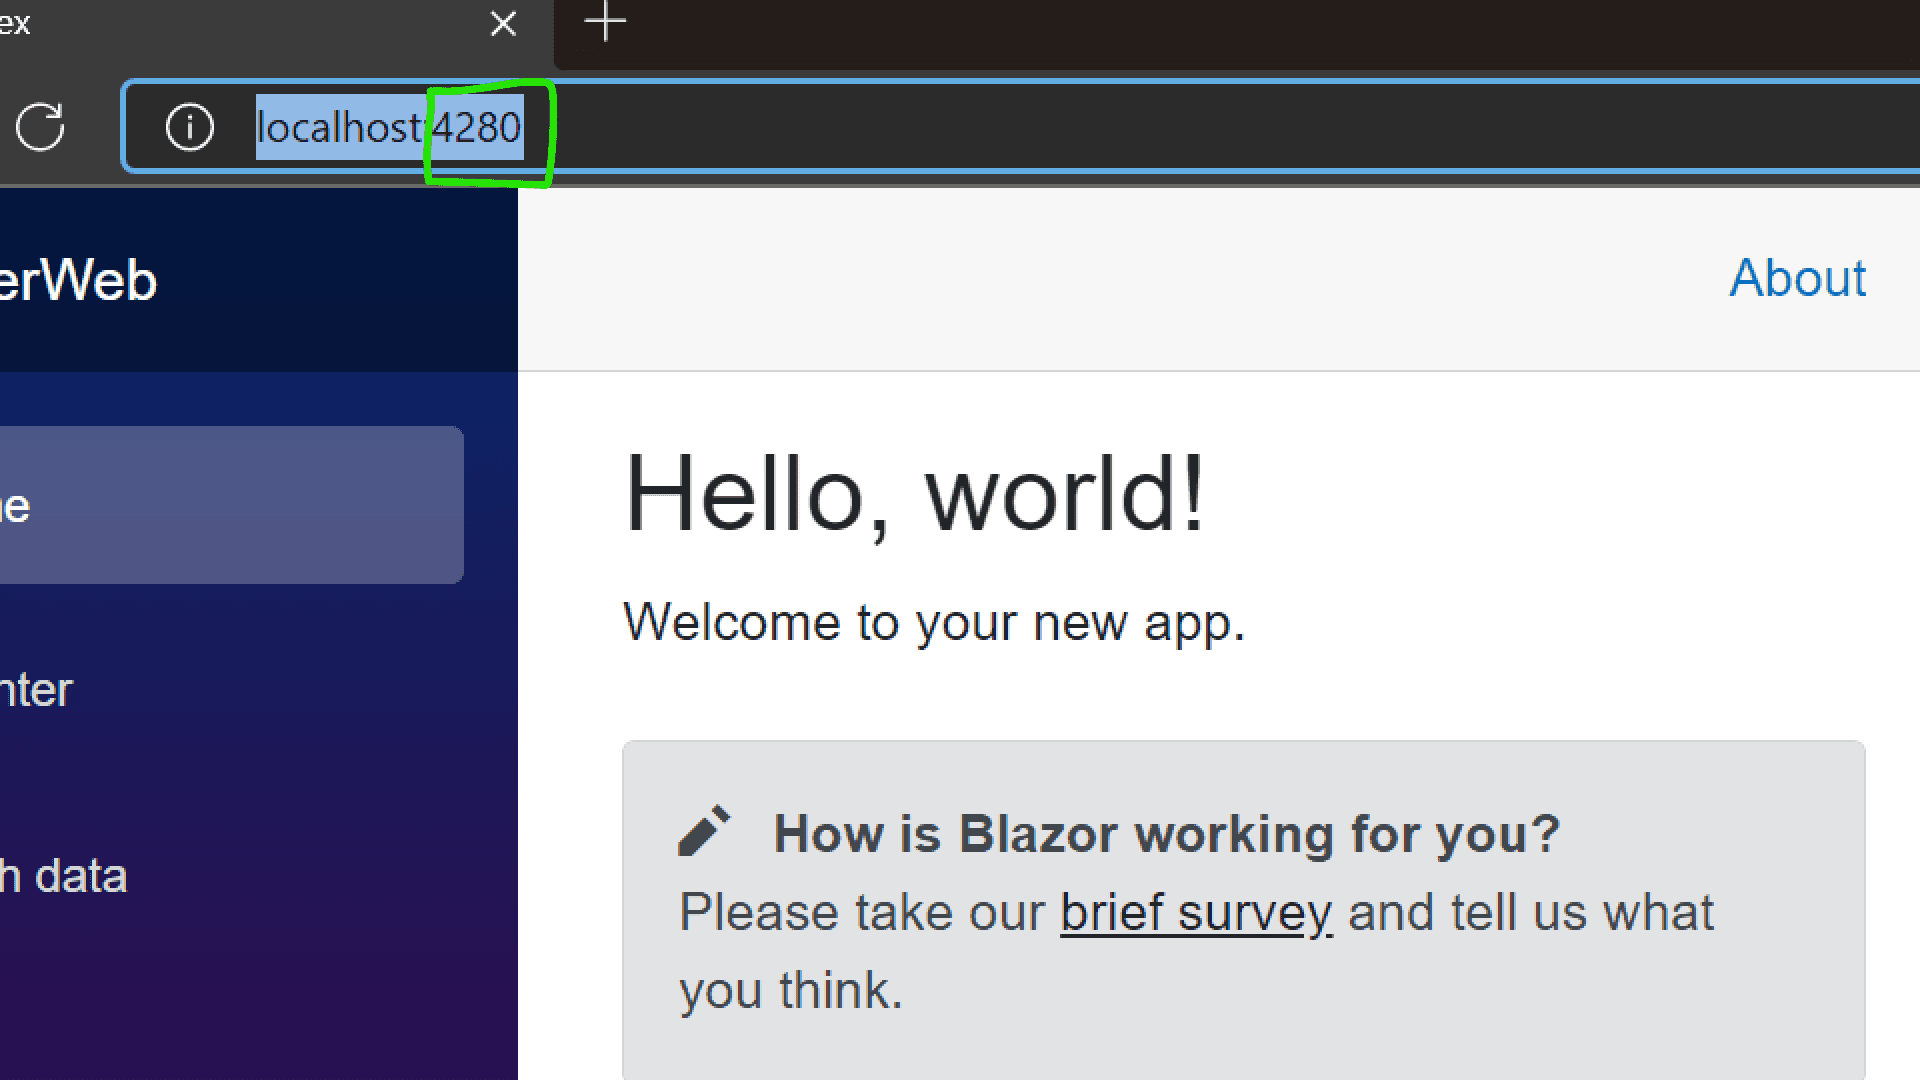 ex
localhost:4280
erWeb
About
ne
Hello, world!
Welcome to your new app.
nter
How is Blazor working for you?
h data
Please take our brief survey and tell us what
you think.